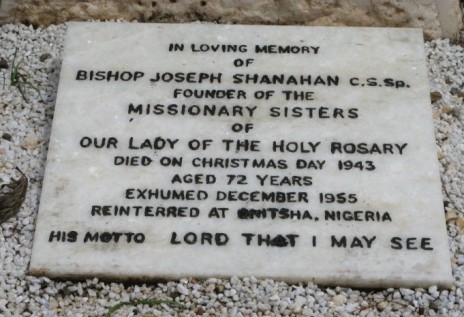 IN LOVING MEMORY
OF
BISHOP JOSEPH SHANAHAN C.S.Sp.
FOUNDER OF THE
MISSIONARY SISTERS
OF
OUR LADY OF THE HOLY ROSARY
DIED ON CHRISTMAS DAY 1943
AGED 72 YEARS
EXHUMED DECEMBER 1955
REINTERRED AT ONITSHA, NIGERIA
HIS MOTTO LORD THAT I MAY SEE